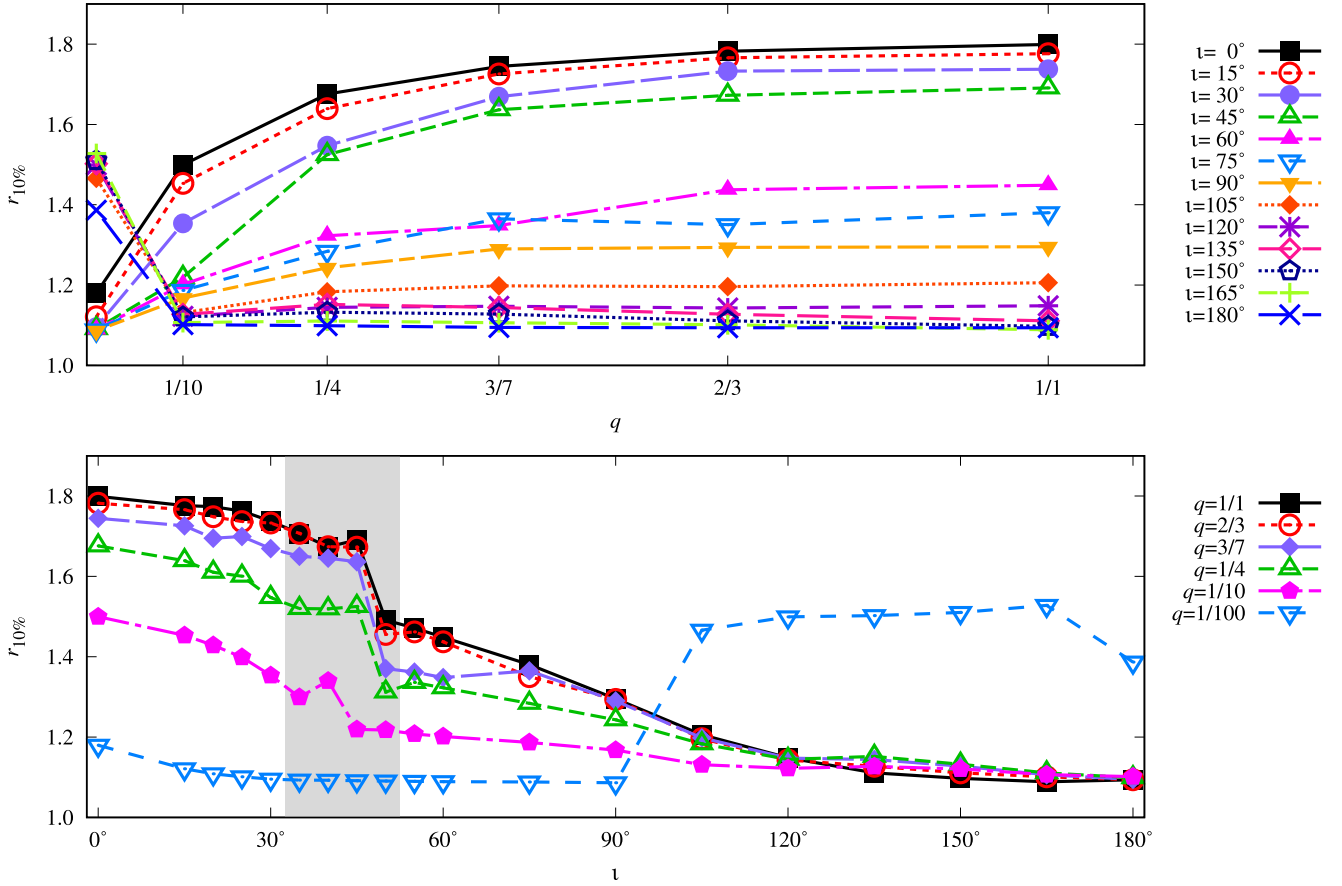 1.8
1.6
1.4
1.2
1.0
r10%
1/10 1/4 3/7 2/3 1/1
q
ι= 0°
ι= 15°
ι= 30°
ι= 45°
ι= 60°
ι= 75°
ι= 90°
ι=105°
ι=120°
ι=135°
ι=150°
ι=165°
ι=180°
1.8
1.6
1.4
1.2
1.0
r10%
0° 30° 60° 90° 120° 150° 180°
ι
q=1/1
q=2/3
q=3/7
q=1/4
q=1/10
q=1/100